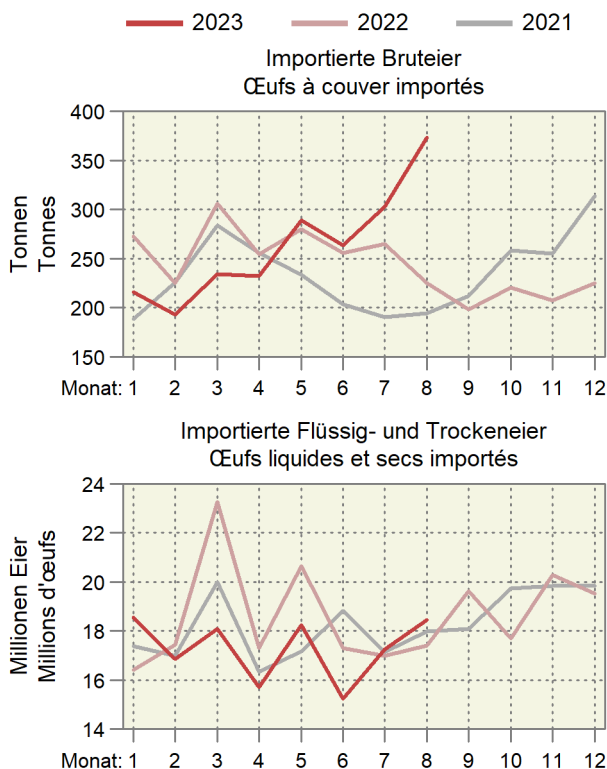 2023 2022 2021
Importierte Bruteier
Œufs à couver importés
Tonnen
Tonnes
400
350
300
250
200
150
Monat: 1 2 3 4 5 6 7 8 9 10 11 12
Importierte Flüssig- und Trockeneier
Œufs liquides et secs importés
Millionen Eier
Millions d'œufs
24
22
20
18
16
14
Monat: 1 2 3 4 5 6 7 8 9 10 11 12